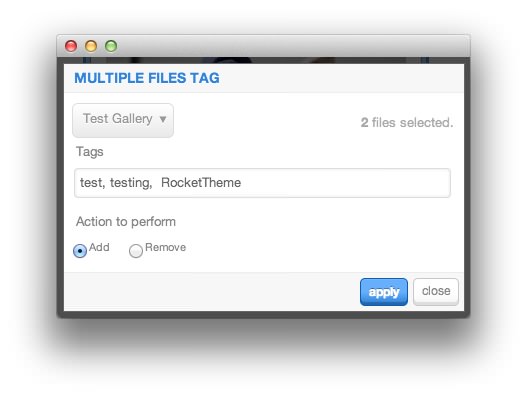 MULTIPLE FILES TAG
Test Gallery ▾
2 files selected.
Tags
test, testing,  RocketTheme
Action to perform
Add Remove
apply close